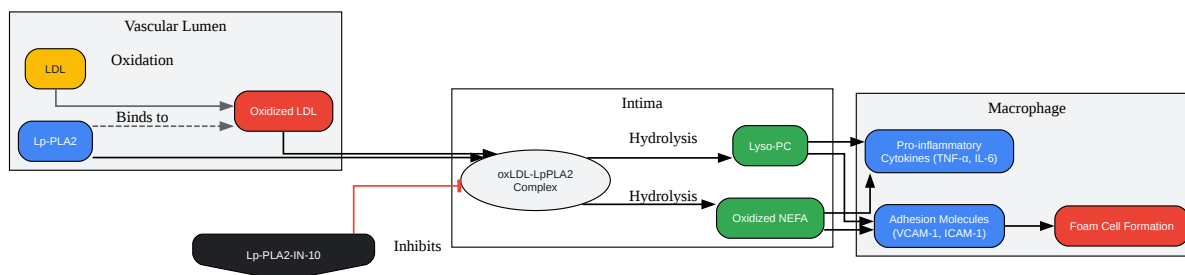 Vascular Lumen
LDL
Oxidation
Oxidized LDL
Binds to
Lp-PLA2
Intima
Hydrolysis
Lyso-PC
oxLDL-LpPLA2
Complex
Hydrolysis
Oxidized NEFA
Macrophage
Pro-inflammatory
Cytokines (TNF-α, IL-6)
Adhesion Molecules
(VCAM-1, ICAM-1)
Foam Cell Formation
Inhibits
Lp-PLA2-IN-10